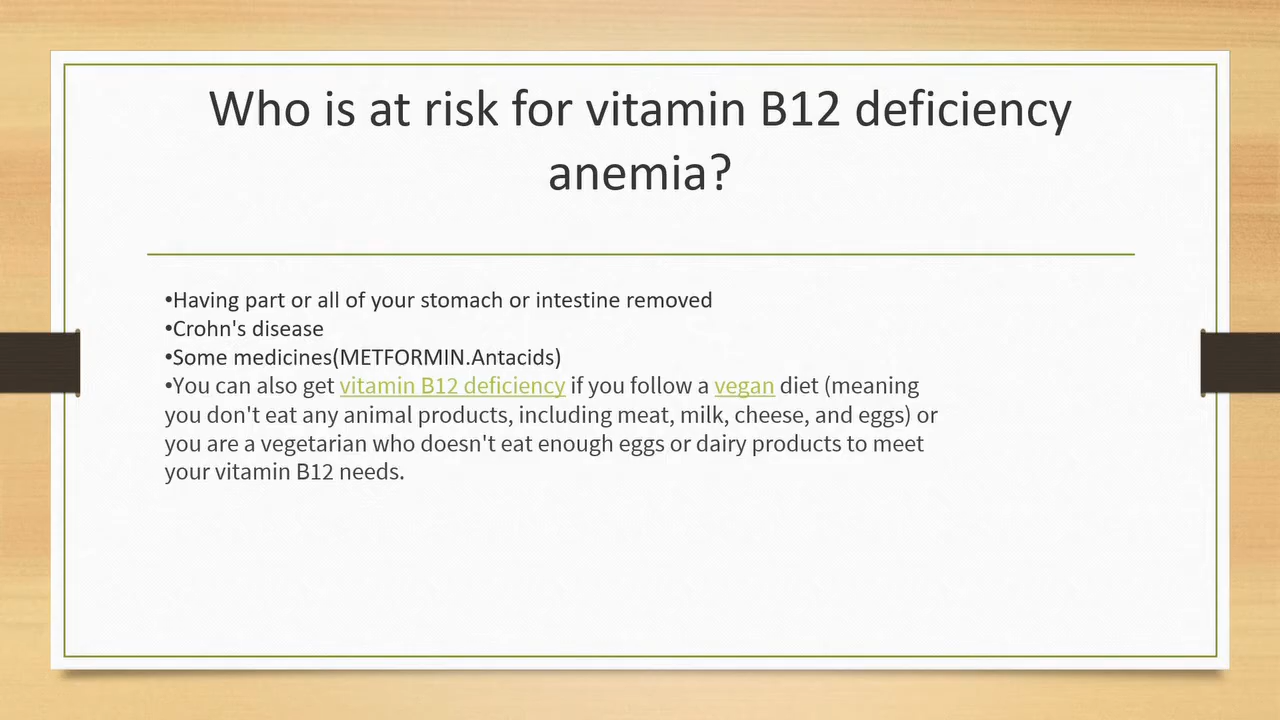 Who is at risk for vitamin B12 deficiency
anemia?
•Having part or all of your stomach or intestine removed
•Crohn's disease
•Some medicines(METFORMIN.Antacids)
•You can also get vitamin B12 deficiency if you follow a vegan diet (meaning
you don't eat any animal products, including meat, milk, cheese, and eggs) or
you are a vegetarian who doesn't eat enough eggs or dairy products to meet
your vitamin B12 needs.